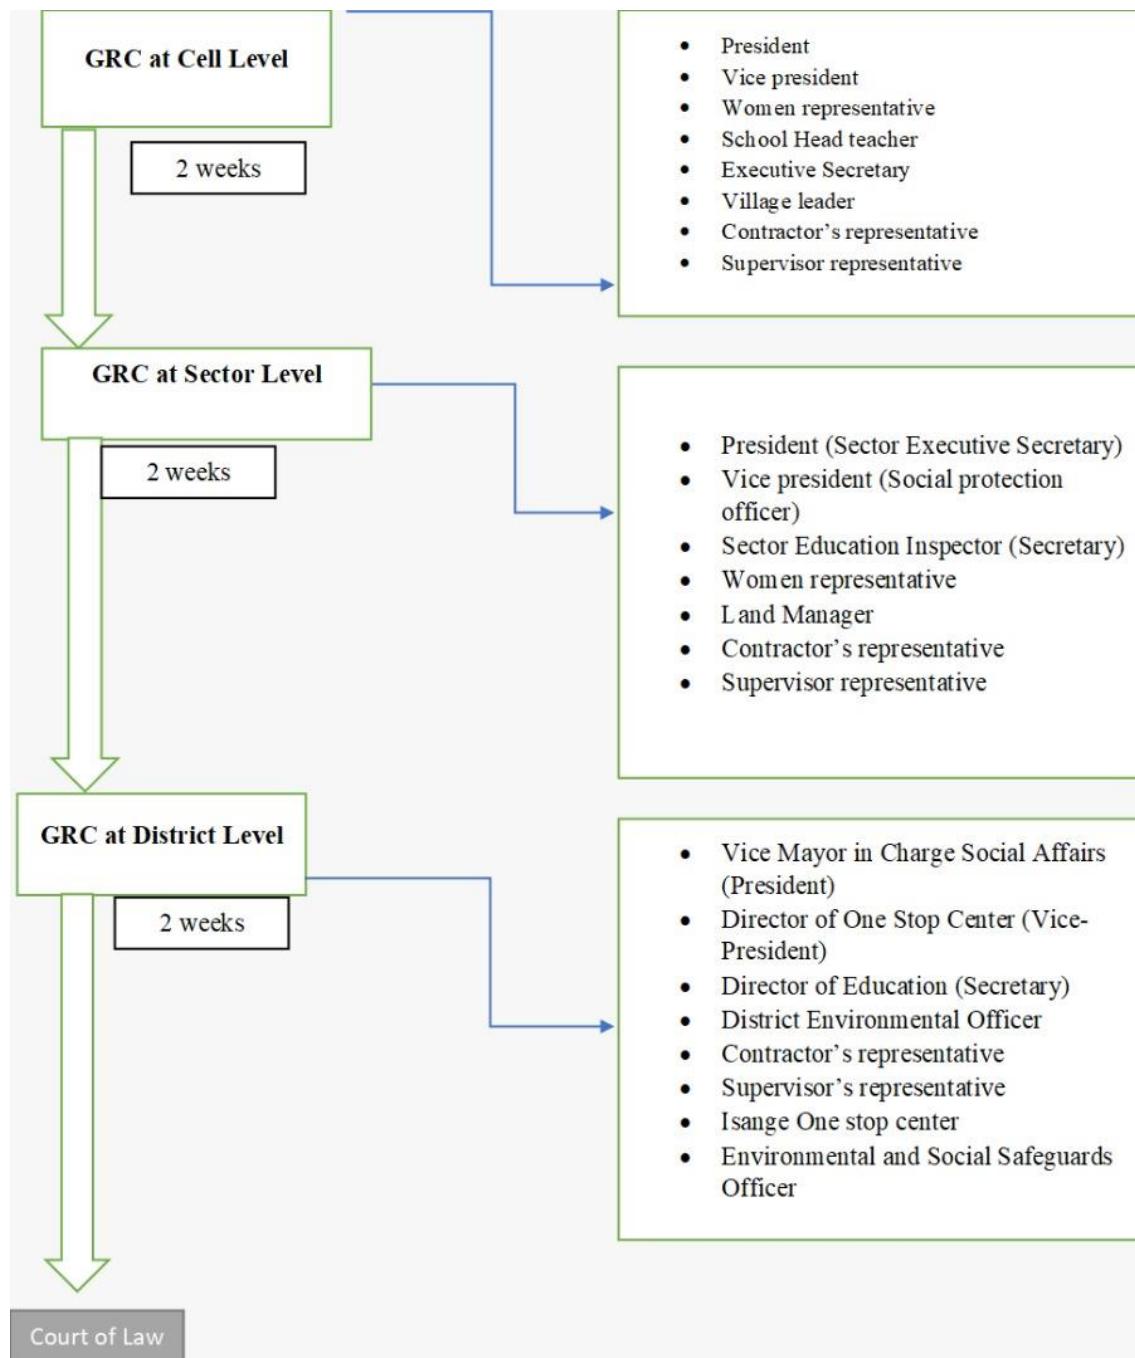 GRC at Cell Level
2 weeks
• President
• Vice president
• Women representative
• School Head teacher
• Executive Secretary
• Village leader
• Contractor’s representative
• Supervisor representative
GRC at Sector Level
2 weeks
• President (Sector Executive Secretary)
• Vice president (Social protection
officer)
• Sector Education Inspector (Secretary)
• Women representative
• Land Manager
• Contractor’s representative
• Supervisor representative
GRC at District Level
2 weeks
• Vice Mayor in Charge Social Affairs
(President)
• Director of One Stop Center (Vice-
President)
• Director of Education (Secretary)
• District Environmental Officer
• Contractor’s representative
• Supervisor’s representative
• Isange One stop center
• Environmental and Social Safeguards
Officer
Court of Law